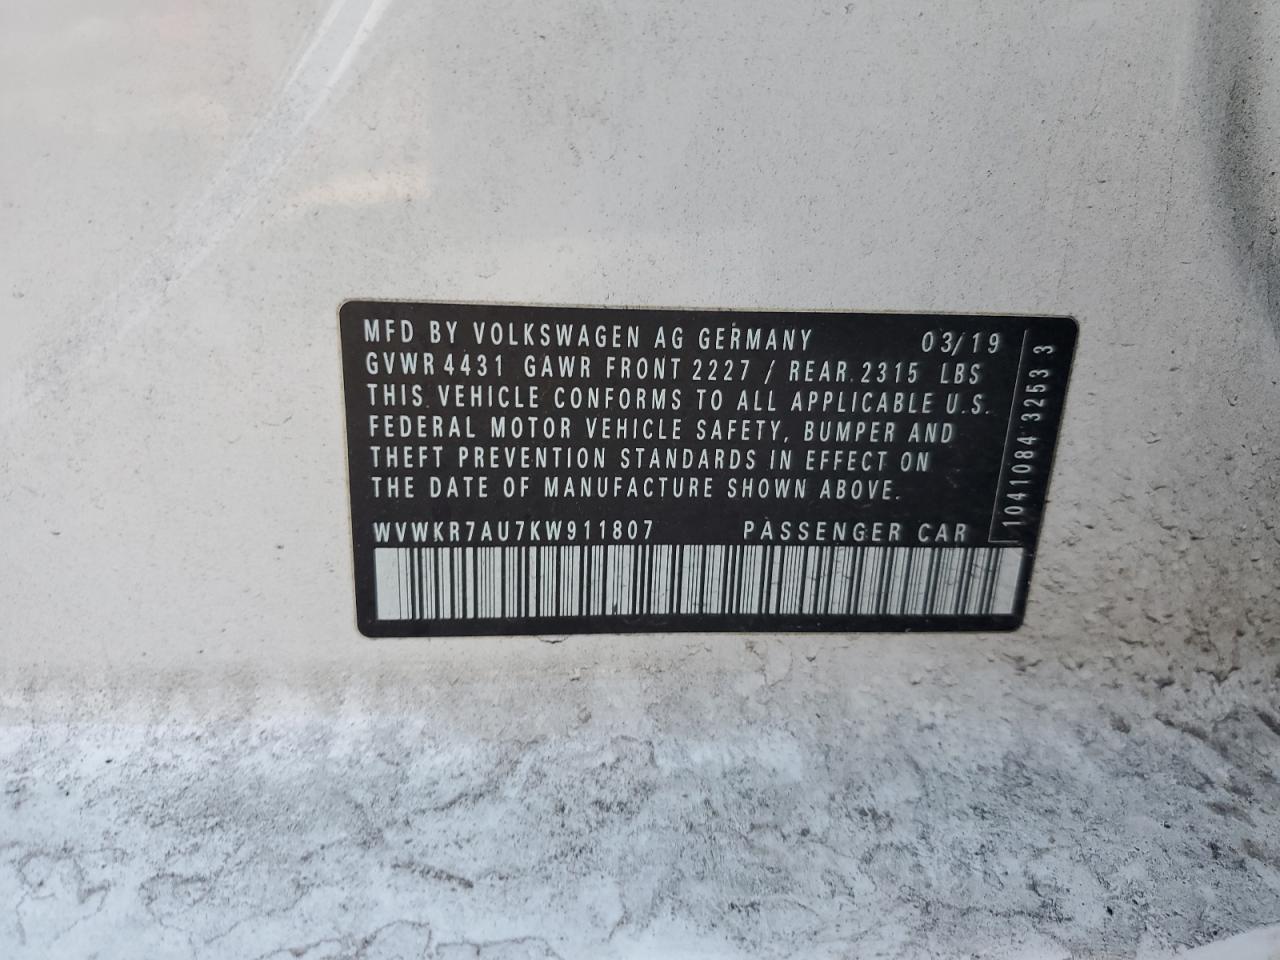 MFD BY VOLKSWAGEN AG GERMANY 03/19
GVWR 4431 GAWR FRONT 2227 / REAR 2315 LBS
THIS VEHICLE CONFORMS TO ALL APPLICABLE U.S.
FEDERAL MOTOR VEHICLE SAFETY, BUMPER AND
THEFT PREVENTION STANDARDS IN EFFECT ON
THE DATE OF MANUFACTURE SHOWN ABOVE.
WVWKR7AU7KW911807 PASSENGER CAR
1041084 3253 3